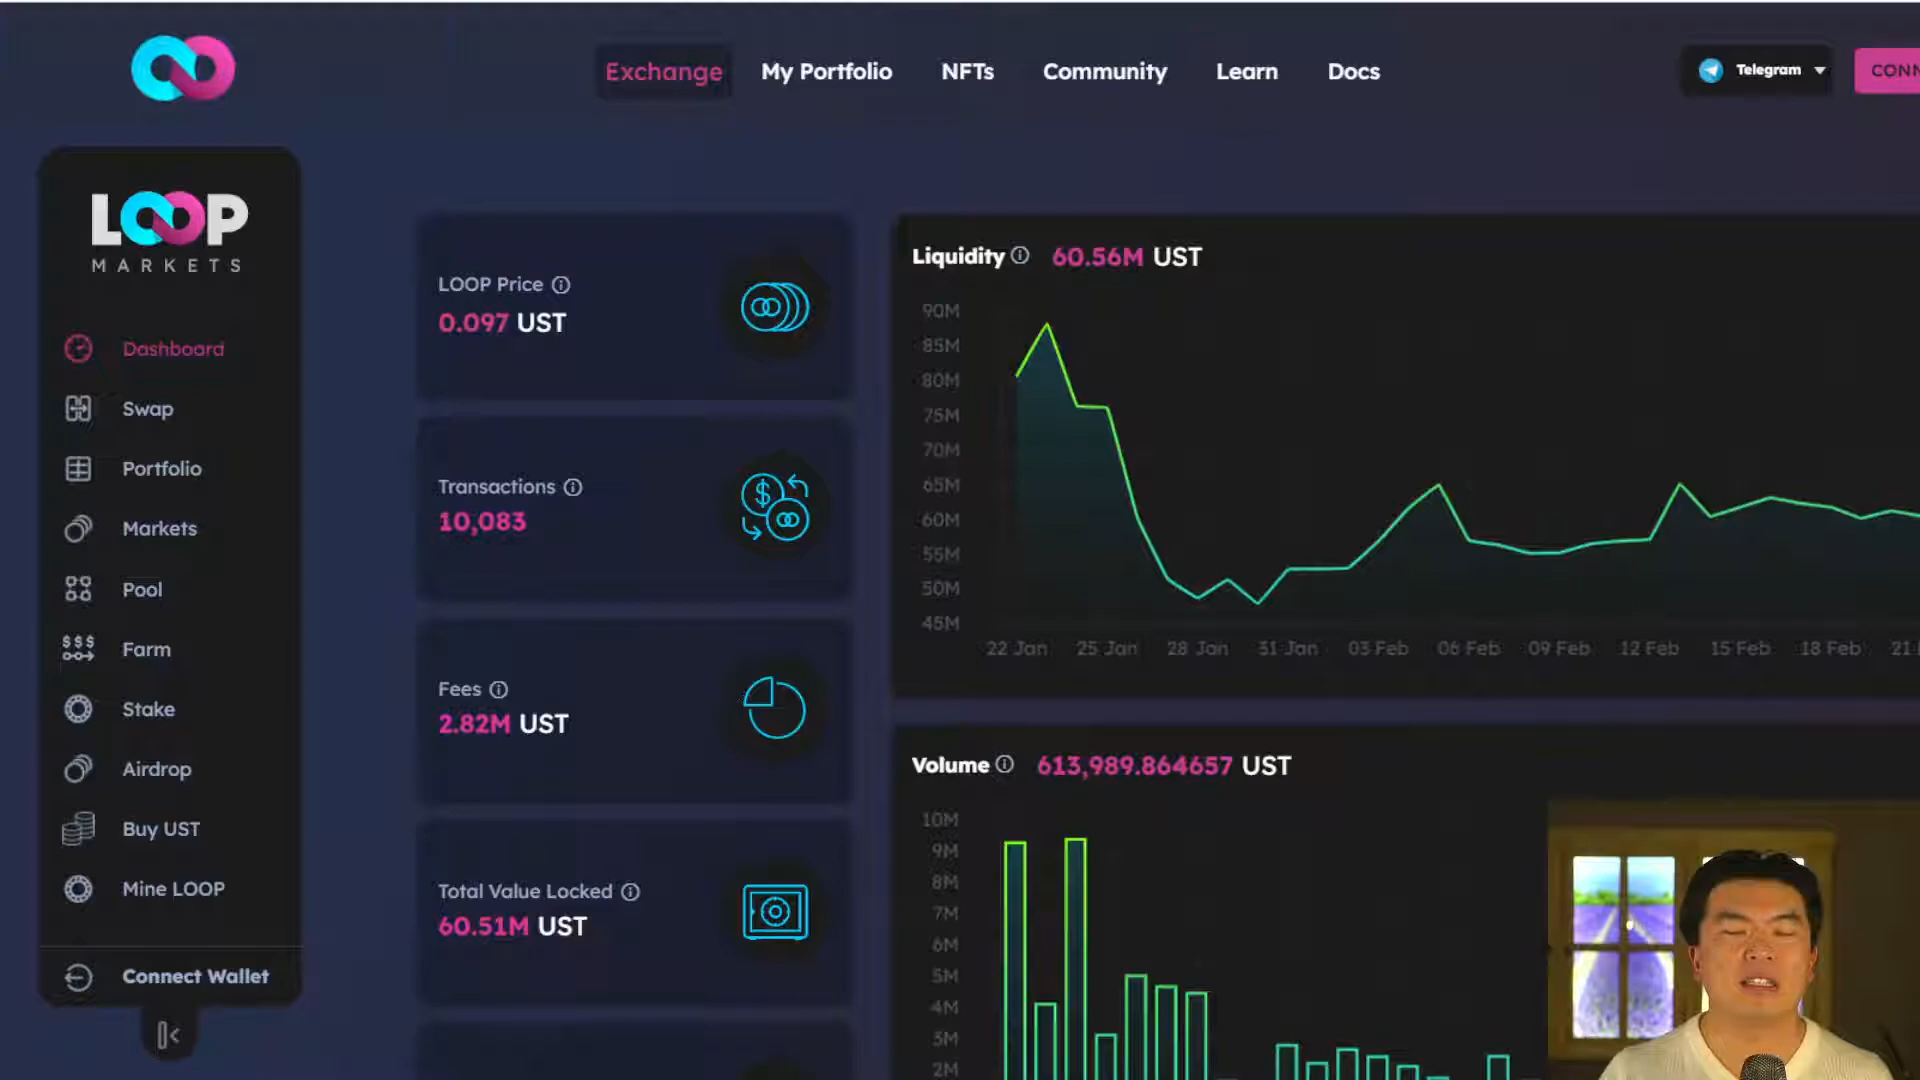 Exchange
My Portfolio
NFTs
Community
Learn
Docs
Telegram
CONN
LOOP
MARKETS
Dashboard
Swap
Portfolio
Markets
Pool
$$$
Farm
Stake
Airdrop
Buy UST
Mine LOOP
Connect Wallet
LOOP Price
0.097 UST
Transactions
10,083
$
Fees
2.82M UST
Total Value Locked
60.51M UST
Liquidity 60.56M UST
90M
85M
80M
75M
70M
65M
60M
55M
50M
45M
22 Jan 25 Jan 28 Jan 31 Jan 03 Feb 06 Feb 09 Feb 12 Feb 15 Feb 18 Feb 21
Volume 613,989.864657 UST
10M
9M
8M
7M
6M
5M
4M
3M
2M